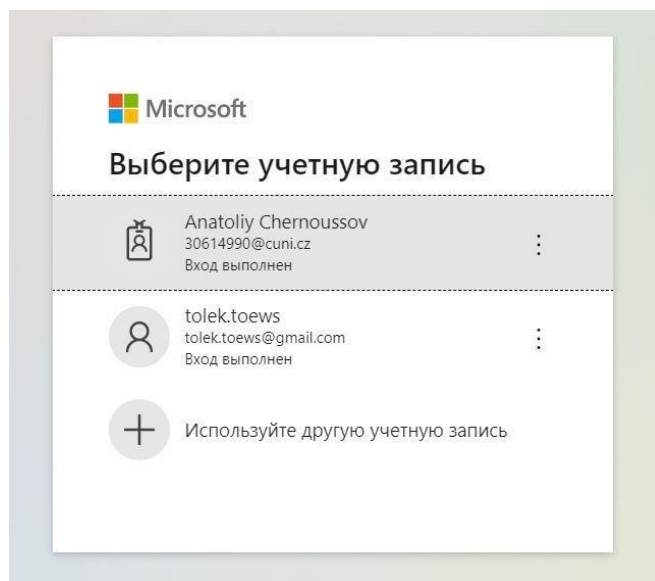 Microsoft
Выберите учетную запись
Anatoliy Chernoussov
30614990@cuni.cz
Вход выполнен
tolek.toews
tolek.toews@gmail.com
Вход выполнен
Используйте другую учетную запись